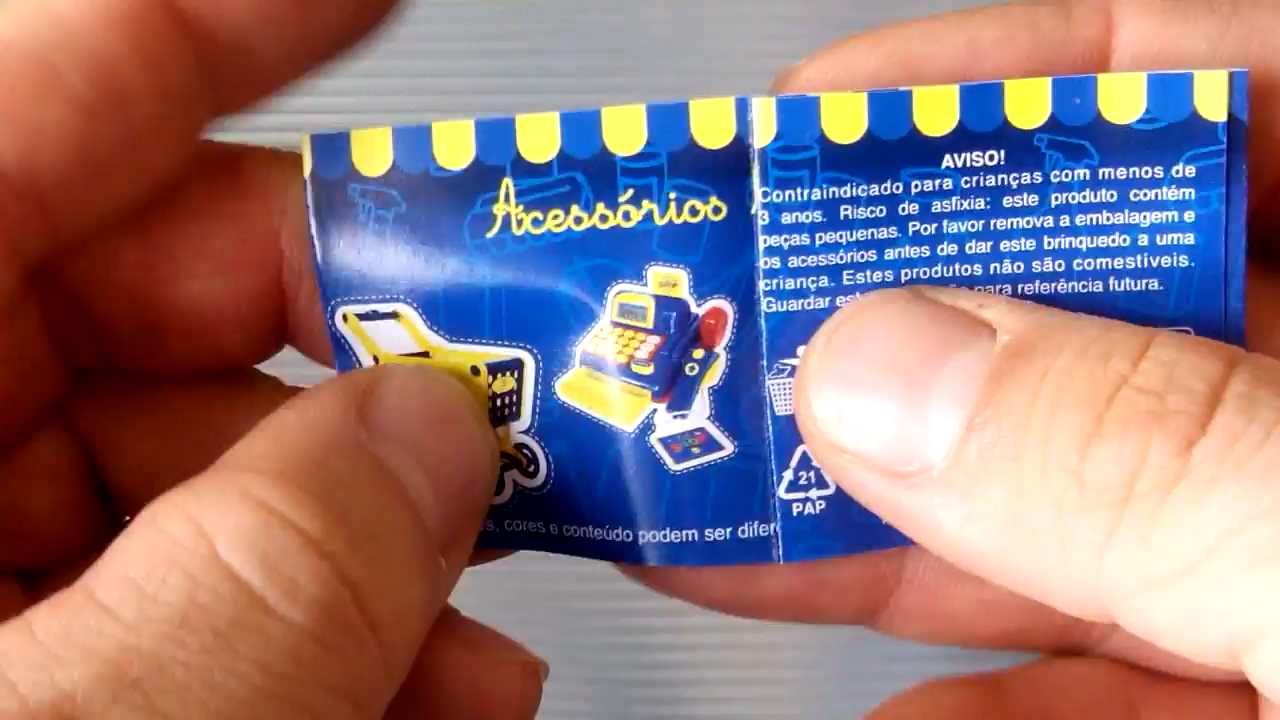 Acessórios
cores e conteúdo podem ser
AVISO!
Contraindicado para crianças com menos de
3 anos. Risco de asfixia: este produto contém
peças pequenas. Por favor remova a embalagem e
os acessórios antes de dar este brinquedo a uma
criança. Estes produtos não são comestíveis.
Guardar para referência futura.
21
PAP